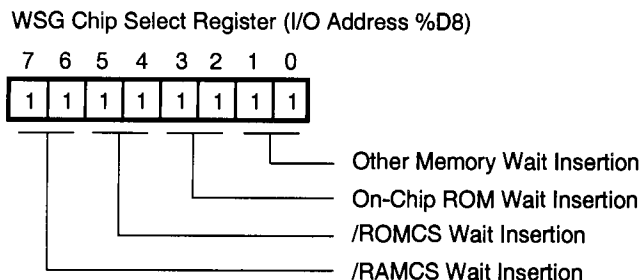 WSG Chip Select Register (I/O Address %D8)
7 6 5 4 3 2 1 0
1 1 1 1 1 1 1 1
Other Memory Wait Insertion
On-Chip ROM Wait Insertion
/ROMCS Wait Insertion
/RAMCS Wait Insertion